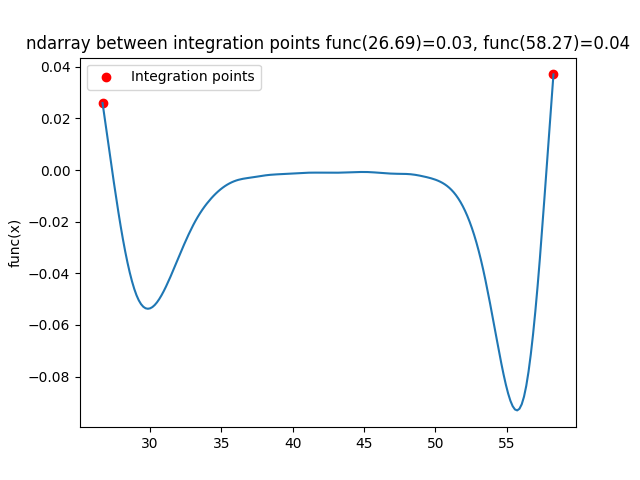 ndarray between integration points func(26.69)=0.03, func(58.27)=0.04
Integration points
func(x)
0.04
0.02
0.00
−0.02
−0.04
−0.06
−0.08
30 35 40 45 50 55